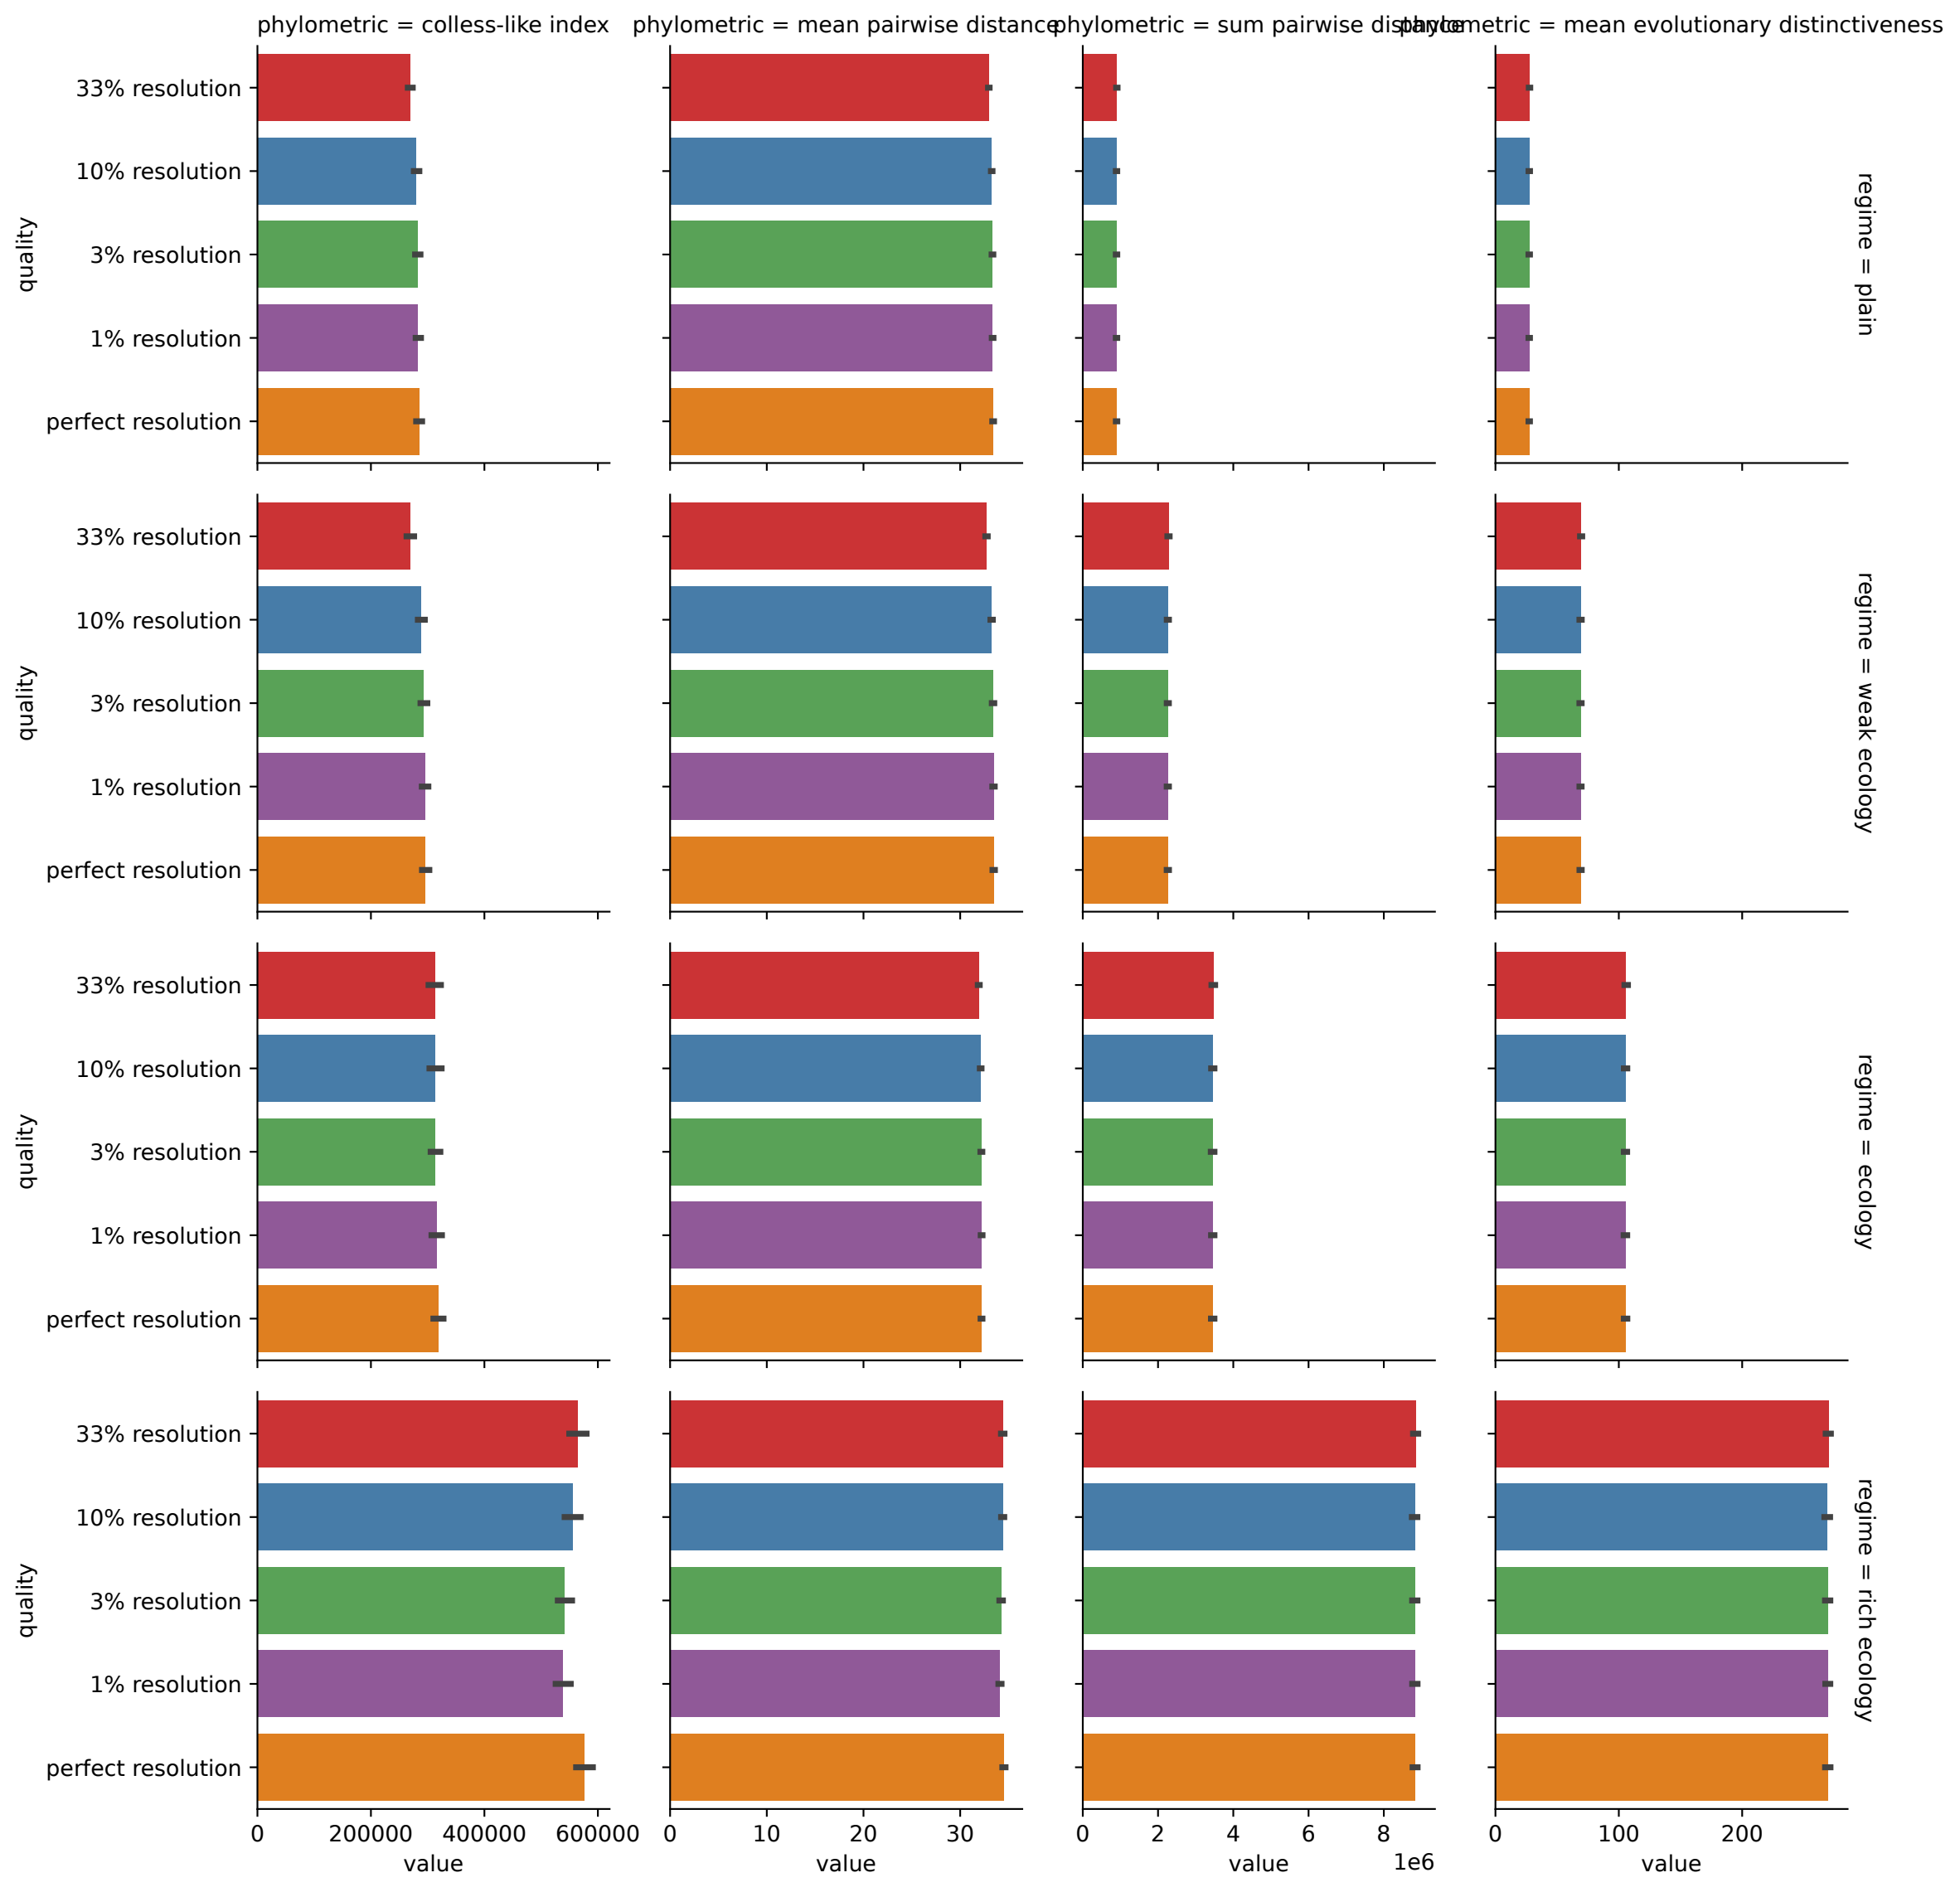 phylometric = colless-like index
phylometric = mean pairwise distance
phylometric = sum pairwise distance
phylometric = mean evolutionary distinctiveness
quality
33% resolution
10% resolution
3% resolution
1% resolution
perfect resolution
regime = plain
quality
33% resolution
10% resolution
3% resolution
1% resolution
perfect resolution
regime = weak ecology
quality
33% resolution
10% resolution
3% resolution
1% resolution
perfect resolution
regime = ecology
quality
33% resolution
10% resolution
3% resolution
1% resolution
perfect resolution
regime = rich ecology
0 200000 400000 600000
0 10 20 30
0 2 4 6 8
0 100 200
value
value
value
1e6
value